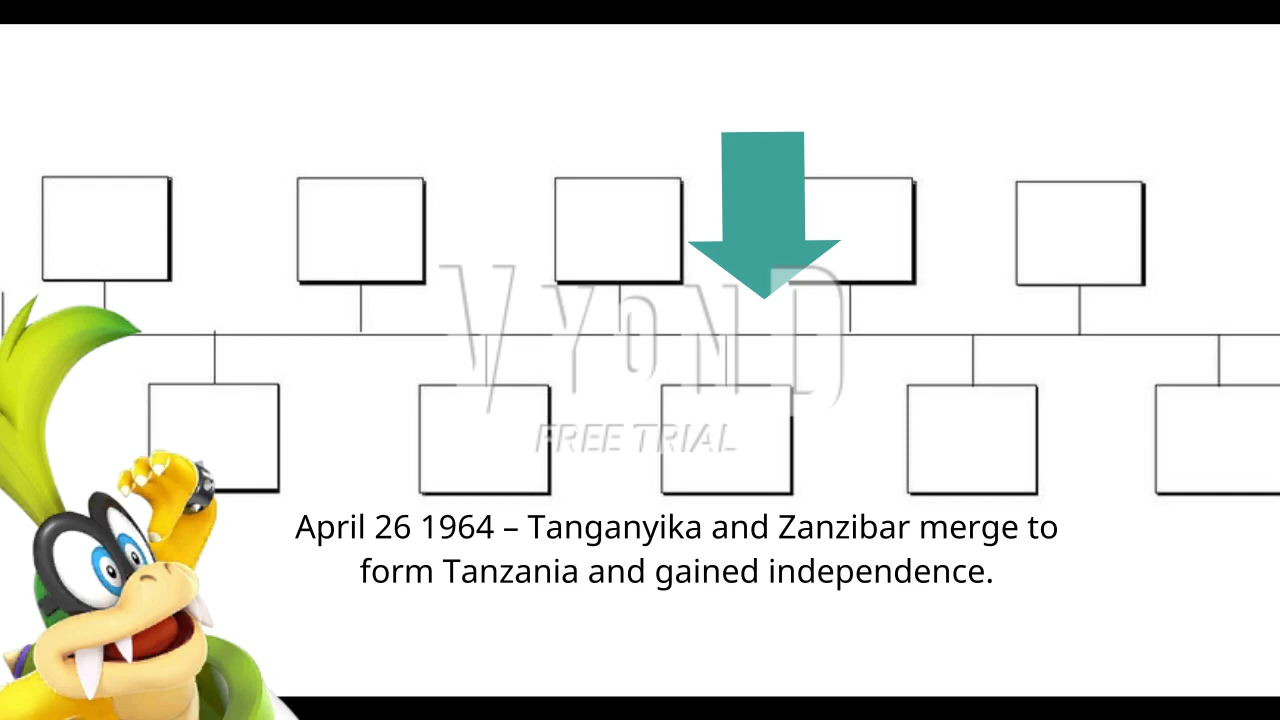 VYOND
FREE TRIAL
April 26 1964 – Tanganyika and Zanzibar merge to
form Tanzania and gained independence.